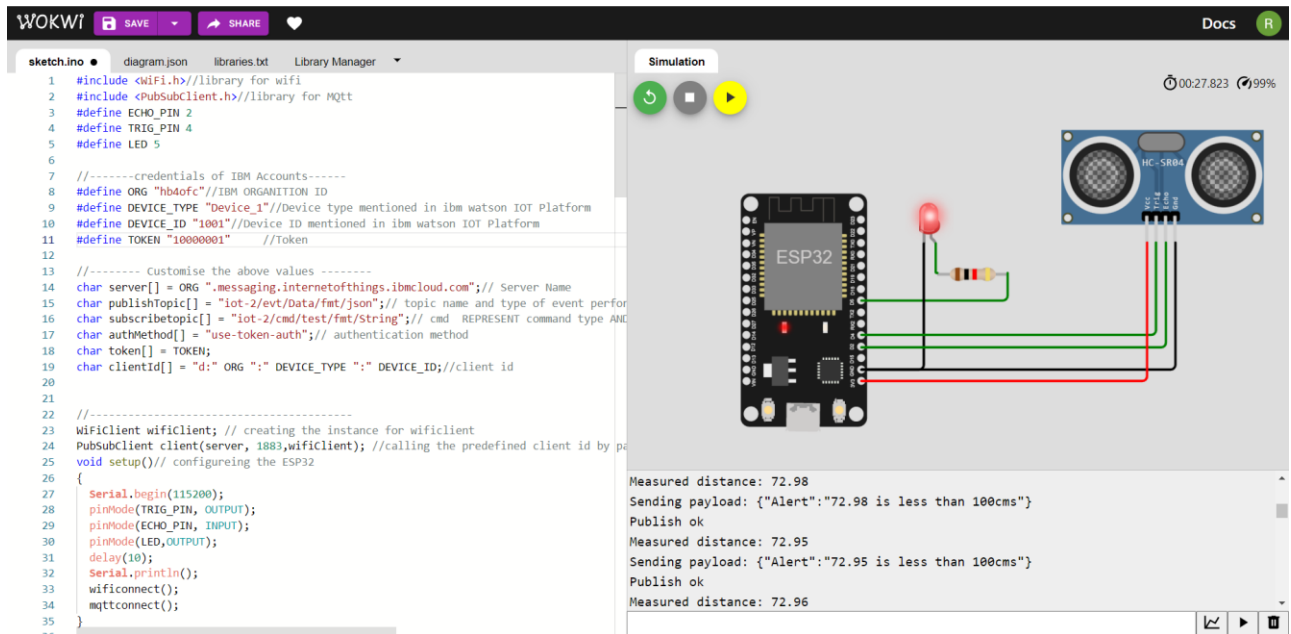 WOKWI SAVE SHARE Docs R
sketch.ino ● diagram.json libraries.txt Library Manager
1 #include <WiFi.h>//library for wifi
2 #include <PubSubClient.h>//library for MQtt
3 #define ECHO_PIN 2
4 #define TRIG_PIN 4
5 #define LED 5
6
7 //-------credentials of IBM Accounts------
8 #define ORG "hb4ofc"//IBM ORGANITION ID
9 #define DEVICE_TYPE "Device_1"//Device type mentioned in ibm watson IOT Platform
10 #define DEVICE_ID "1001"//Device ID mentioned in ibm watson IOT Platform
11 #define TOKEN "10000001" //Token
12
13 //-------- Customise the above values --------
14 char server[] = ORG ".messaging.internetofthings.ibmcloud.com";// Server Name
15 char publishTopic[] = "iot-2/evt/Data/fmt/json";// topic name and type of event perfor
16 char subscribetopic[] = "iot-2/cmd/test/fmt/String";// cmd REPRESENT command type AND
17 char authMethod[] = "use-token-auth";// authentication method
18 char token[] = TOKEN;
19 char clientId[] = "d:" ORG ":" DEVICE_TYPE ":" DEVICE_ID;//client id
20
21
22 //-----------------------------------------
23 WiFiClient wifiClient; // creating the instance for wificlient
24 PubSubClient client(server, 1883,wifiClient); //calling the predefined client id by pa
25 void setup()// configureing the ESP32
26 {
27 Serial.begin(115200);
28 pinMode(TRIG_PIN, OUTPUT);
29 pinMode(ECHO_PIN, INPUT);
30 pinMode(LED,OUTPUT);
31 delay(10);
32 Serial.println();
33 wificonnect();
34 mqttconnect();
35 }
Simulation
00:27.823 99%
HC-SR04
Vcc
Trig
Echo
Gnd
ESP32
Measured distance: 72.98
Sending payload: {"Alert":"72.98 is less than 100cms"}
Publish ok
Measured distance: 72.95
Sending payload: {"Alert":"72.95 is less than 100cms"}
Publish ok
Measured distance: 72.96